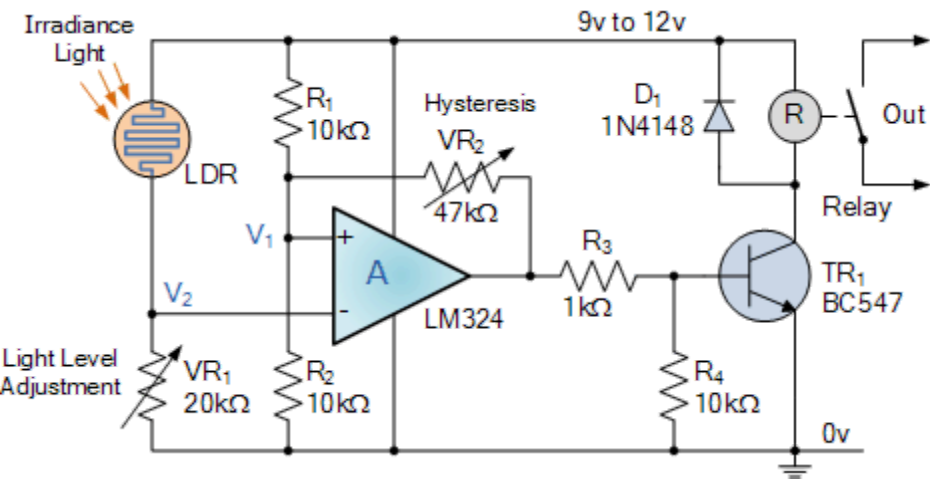 Irradiance
Light
9v to 12v
R₁
10kΩ
Hysteresis
VR₂
47kΩ
D₁
1N4148
R
Out
LDR
Relay
V₁
+
A
-
LM324
R₃
1kΩ
TR₁
BC547
V₂
Light Level
Adjustment
VR₁
20kΩ
R₂
10kΩ
R₄
10kΩ
0v